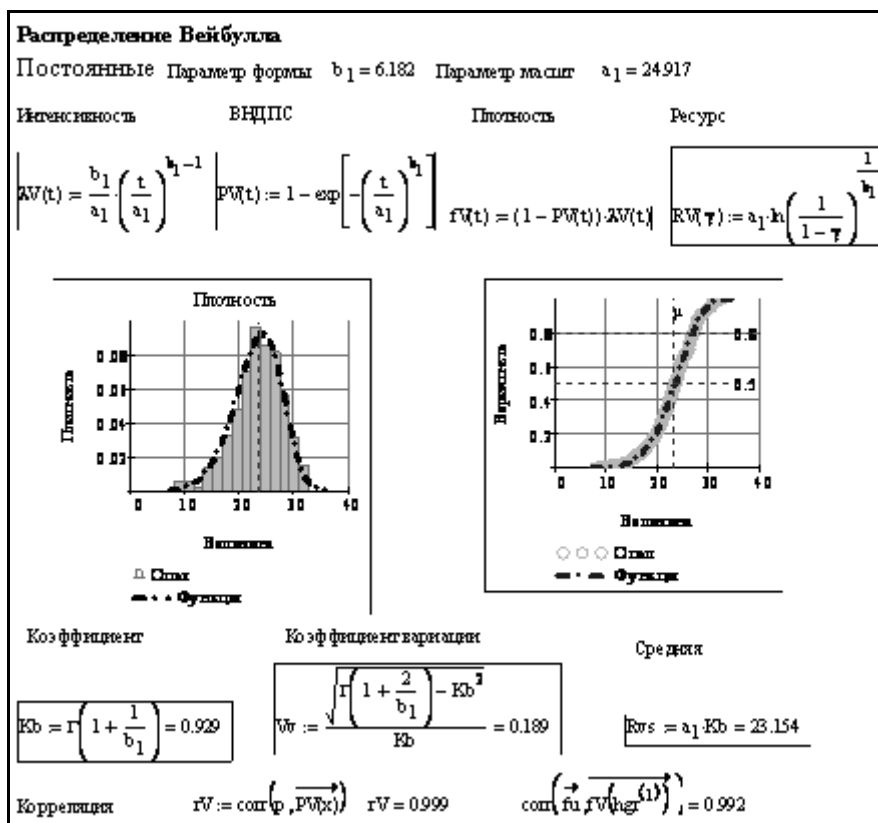 Распределение Вейбулла
Постоянные Параметр формы b1 = 6.182 Параметр масшт a1 = 24.917
Интенсивность ВНДПС Плотность Ресурс
λV(t) := b1/a1·(t/a1)^(b1−1) PV(t) := 1 − exp[−(t/a1)^b1] fV(t) := (1 − PV(t))·λV(t) RV(γ) := a1·ln(1/(1 − γ))^(1/b1)
Плотность
0.08
0.06
0.04
0.02
0 10 20 30 40
μ
0.8 0.8
0.6
0.5
0.4
0.2
0 10 20 30 40
Опыт
Функция
Опыт
Функция
Коэффициент Коэффициент вариации Средняя
Kb := Γ(1 + 1/b1) = 0.929 Vv := √(Γ(1 + 2/b1) − Kb²)/Kb = 0.189 Rvs := a1·Kb = 23.154
Корреляция rV := corr(p, PV(x)) rV = 0.999 corr(fu, fV(hgr^(1))) = 0.992